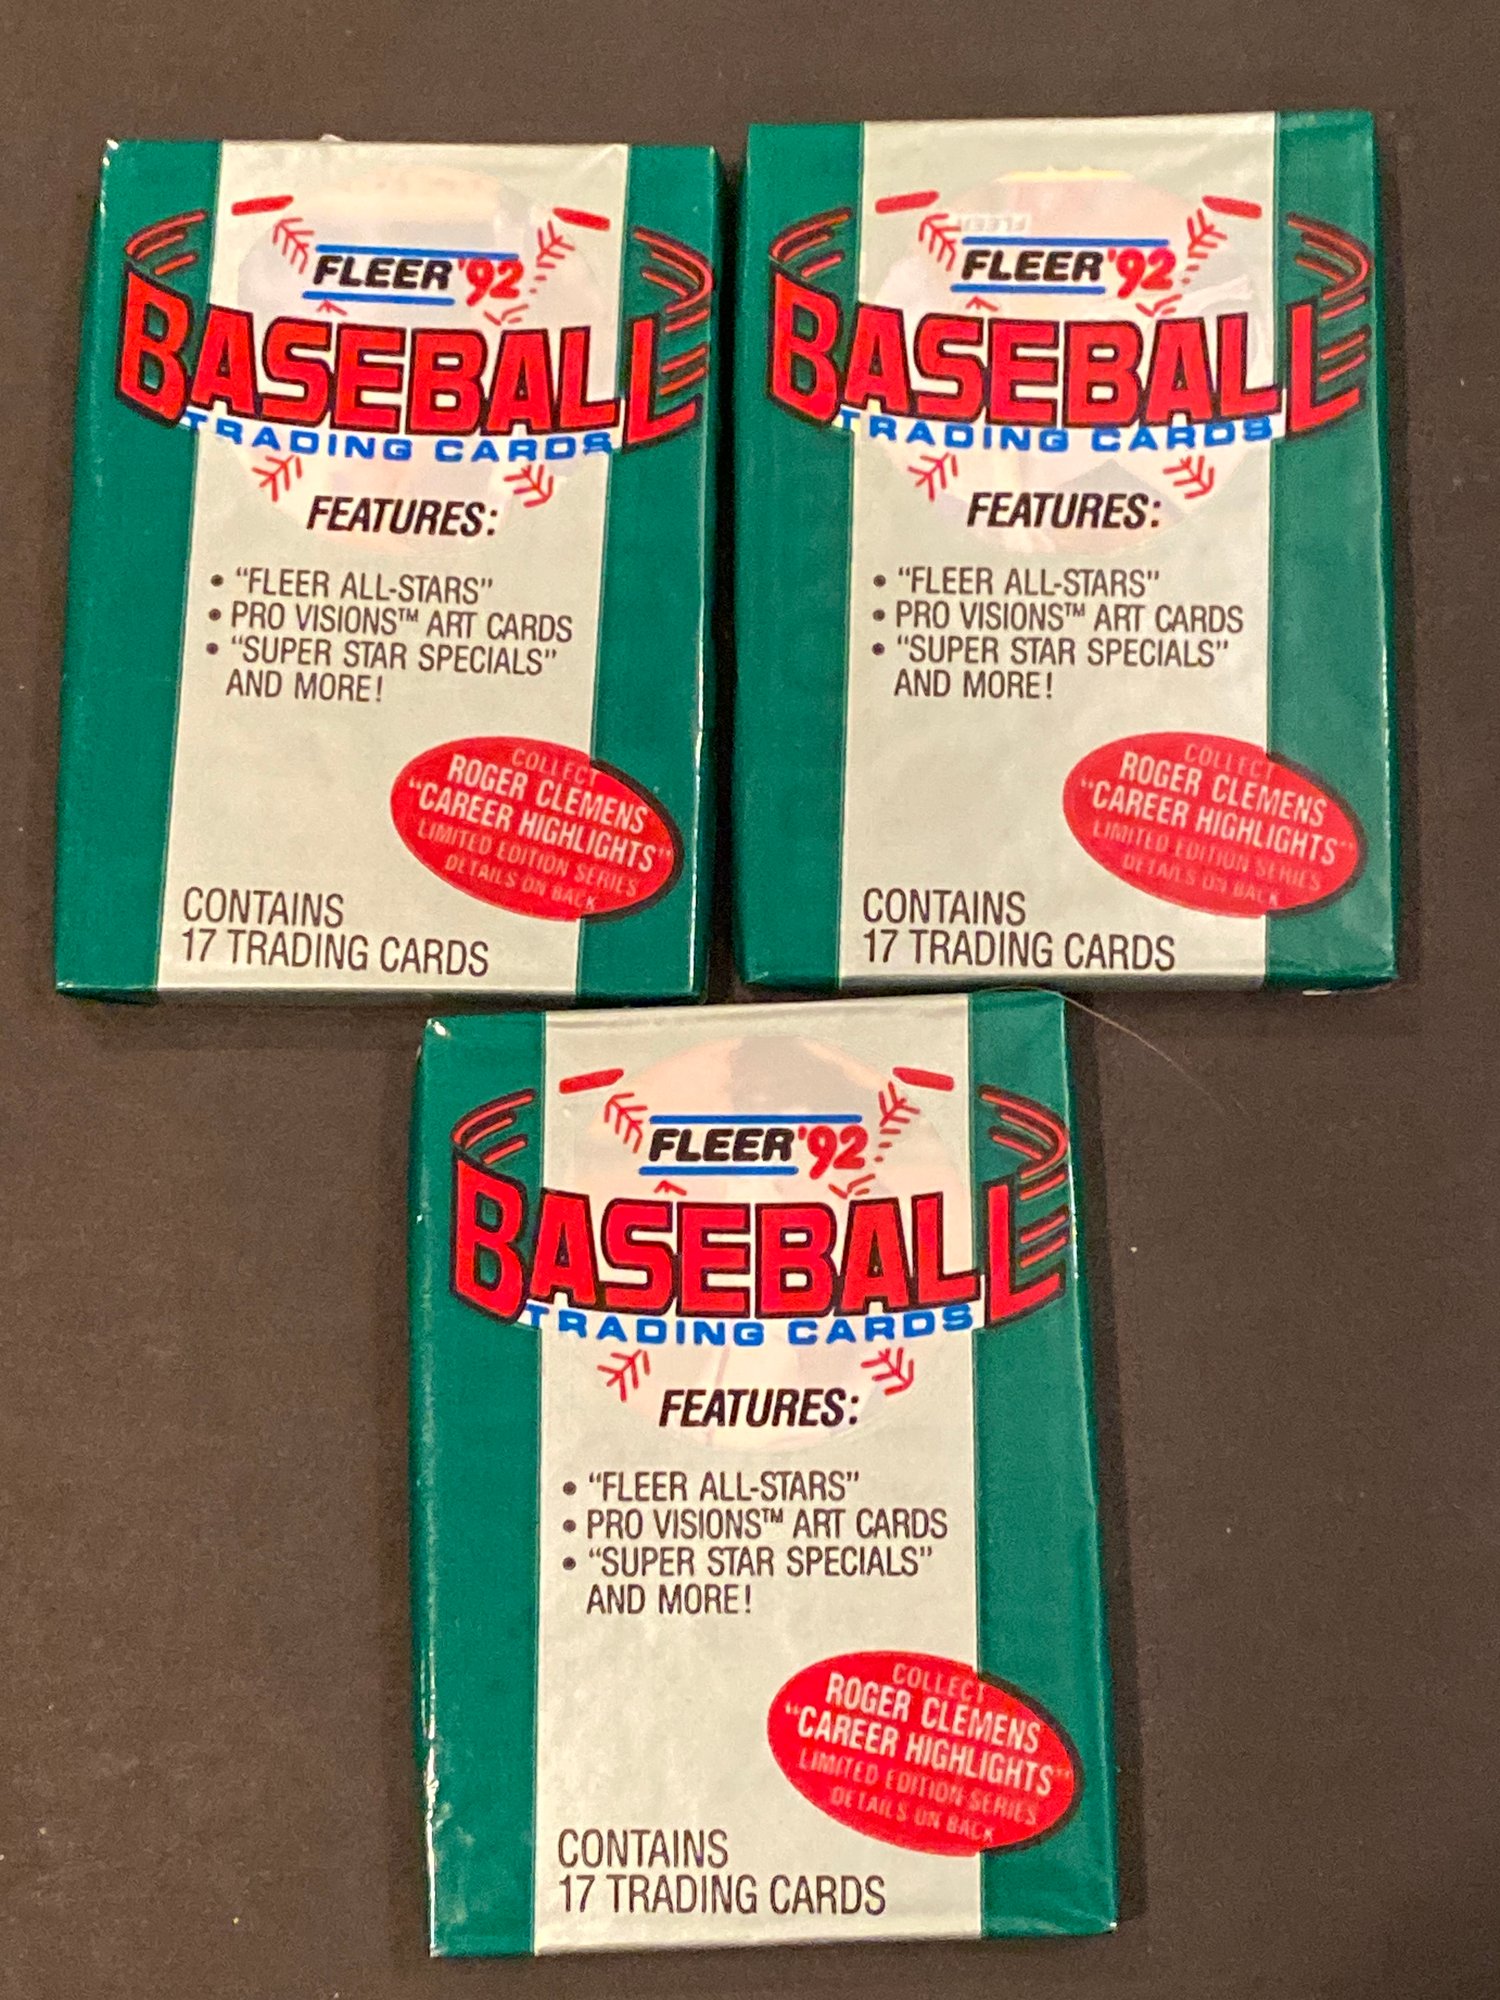 FLEER '92
BASEBALL
TRADING CARDS
FEATURES:
• "FLEER ALL-STARS"
• PRO VISIONS™ ART CARDS
• "SUPER STAR SPECIALS"
AND MORE!
COLLECT
ROGER CLEMENS
"CAREER HIGHLIGHTS"
LIMITED EDITION SERIES
DETAILS ON BACK
CONTAINS
17 TRADING CARDS
FLEER '92
BASEBALL
TRADING CARDS
FEATURES:
• "FLEER ALL-STARS"
• PRO VISIONS™ ART CARDS
• "SUPER STAR SPECIALS"
AND MORE!
COLLECT
ROGER CLEMENS
"CAREER HIGHLIGHTS"
LIMITED EDITION SERIES
DETAILS ON BACK
CONTAINS
17 TRADING CARDS
FLEER '92
BASEBALL
TRADING CARDS
FEATURES:
• "FLEER ALL-STARS"
• PRO VISIONS™ ART CARDS
• "SUPER STAR SPECIALS"
AND MORE!
COLLECT
ROGER CLEMENS
"CAREER HIGHLIGHTS"
LIMITED EDITION SERIES
DETAILS ON BACK
CONTAINS
17 TRADING CARDS